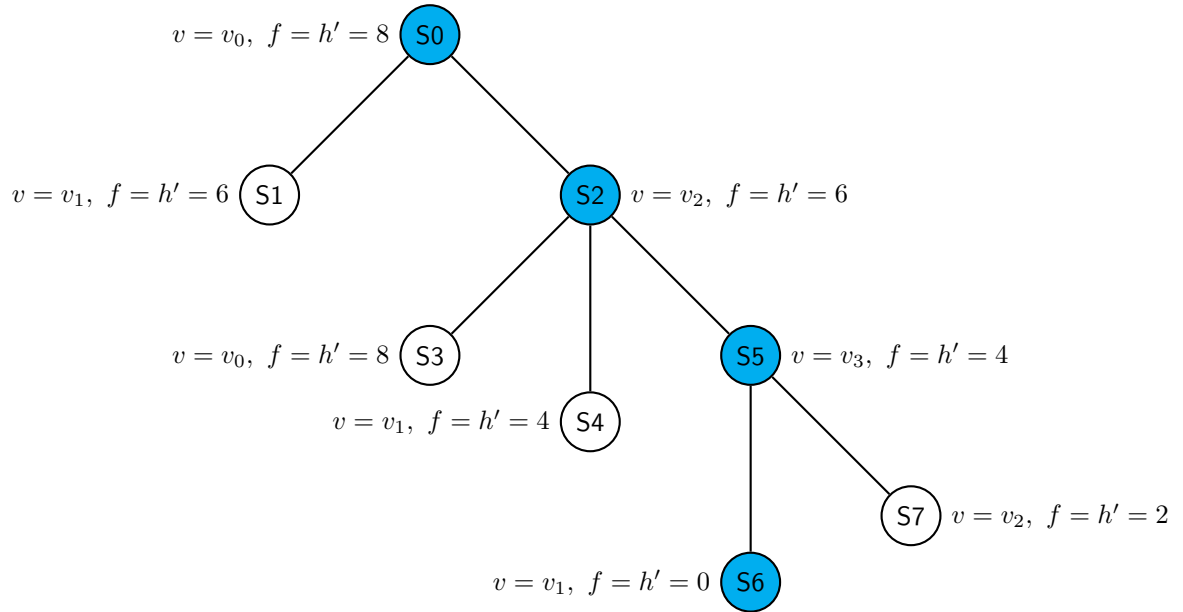 v = v₀, f = h′ = 8 S0
v = v₁, f = h′ = 6 S1
S2 v = v₂, f = h′ = 6
v = v₀, f = h′ = 8 S3
S5 v = v₃, f = h′ = 4
v = v₁, f = h′ = 4 S4
S7 v = v₂, f = h′ = 2
v = v₁, f = h′ = 0 S6